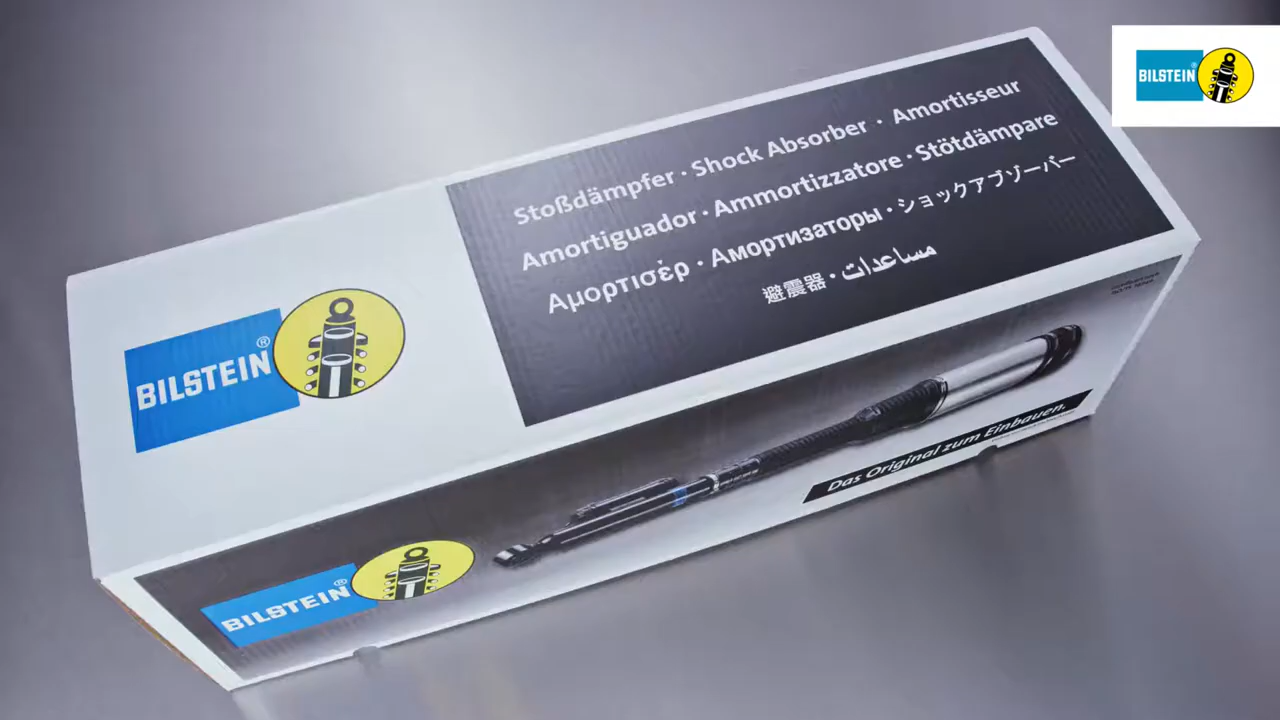 BILSTEIN®
Stoßdämpfer · Shock Absorber · Amortisseur
Amortiguador · Ammortizzatore · Stötdämpare
Αμορτισέρ · Амортизаторы · ショックアブソーバー
避震器 · مساعدات
BILSTEIN®
Das Original zum Einbauen.
BILSTEIN®